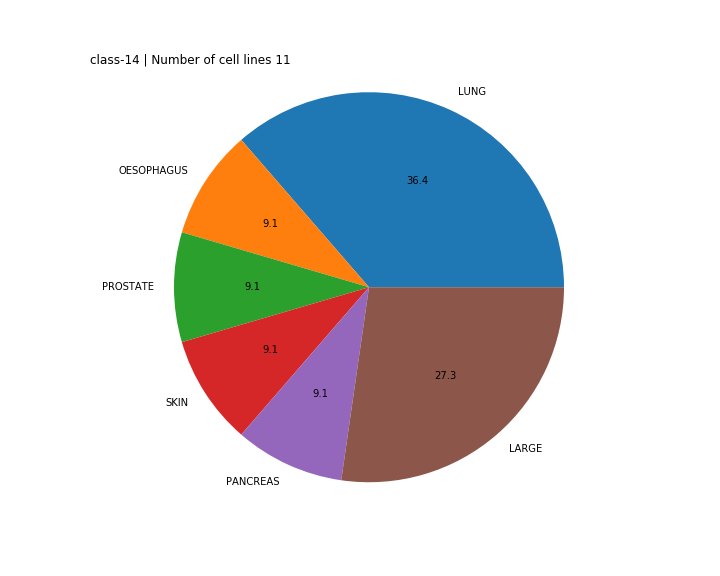 class-14 | Number of cell lines 11
LUNG
36.4
OESOPHAGUS
9.1
PROSTATE
9.1
SKIN
9.1
PANCREAS
9.1
LARGE
27.3